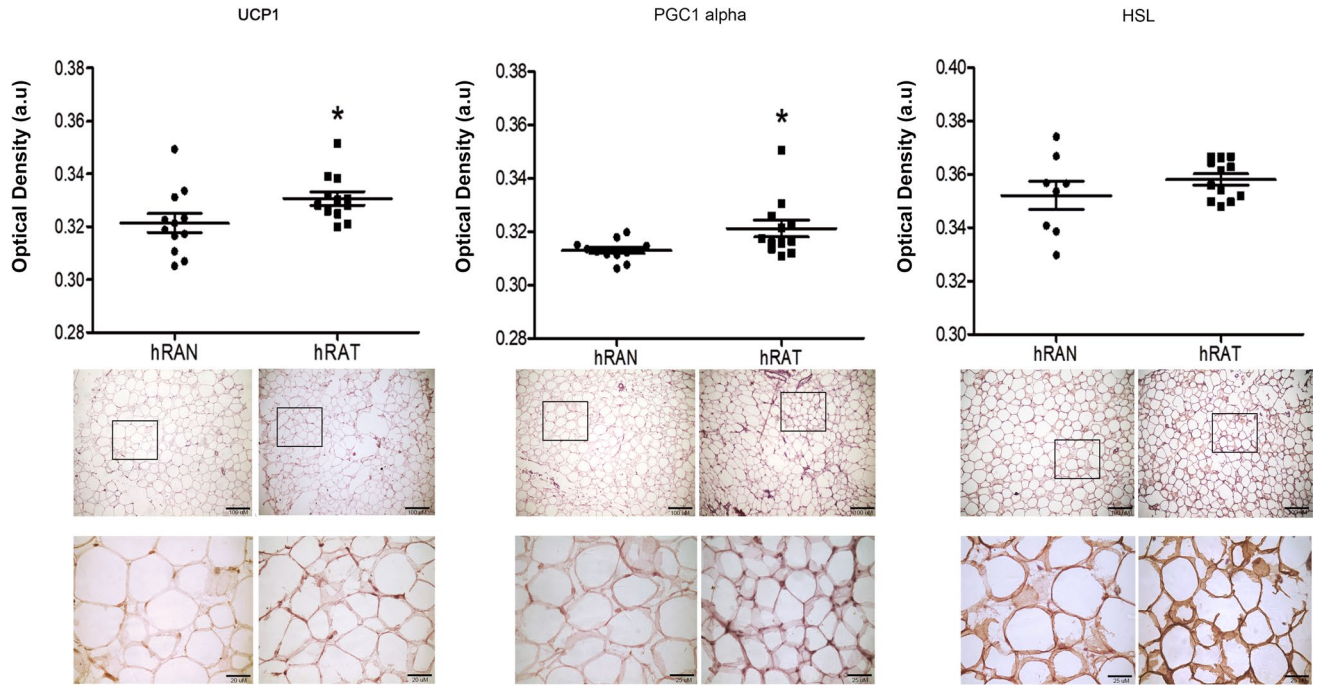 UCP1
PGC1 alpha
HSL
Optical Density (a.u)
0.38
0.36
0.34
0.32
0.30
0.28
*
hRAN
hRAT
Optical Density (a.u)
0.38
0.36
0.34
0.32
0.30
0.28
*
hRAN
hRAT
Optical Density (a.u)
0.40
0.38
0.36
0.34
0.32
0.30
hRAN
hRAT
100 uM
100 uM
100 uM
100 uM
100 uM
20 uM
20 uM
25 uM
25 uM